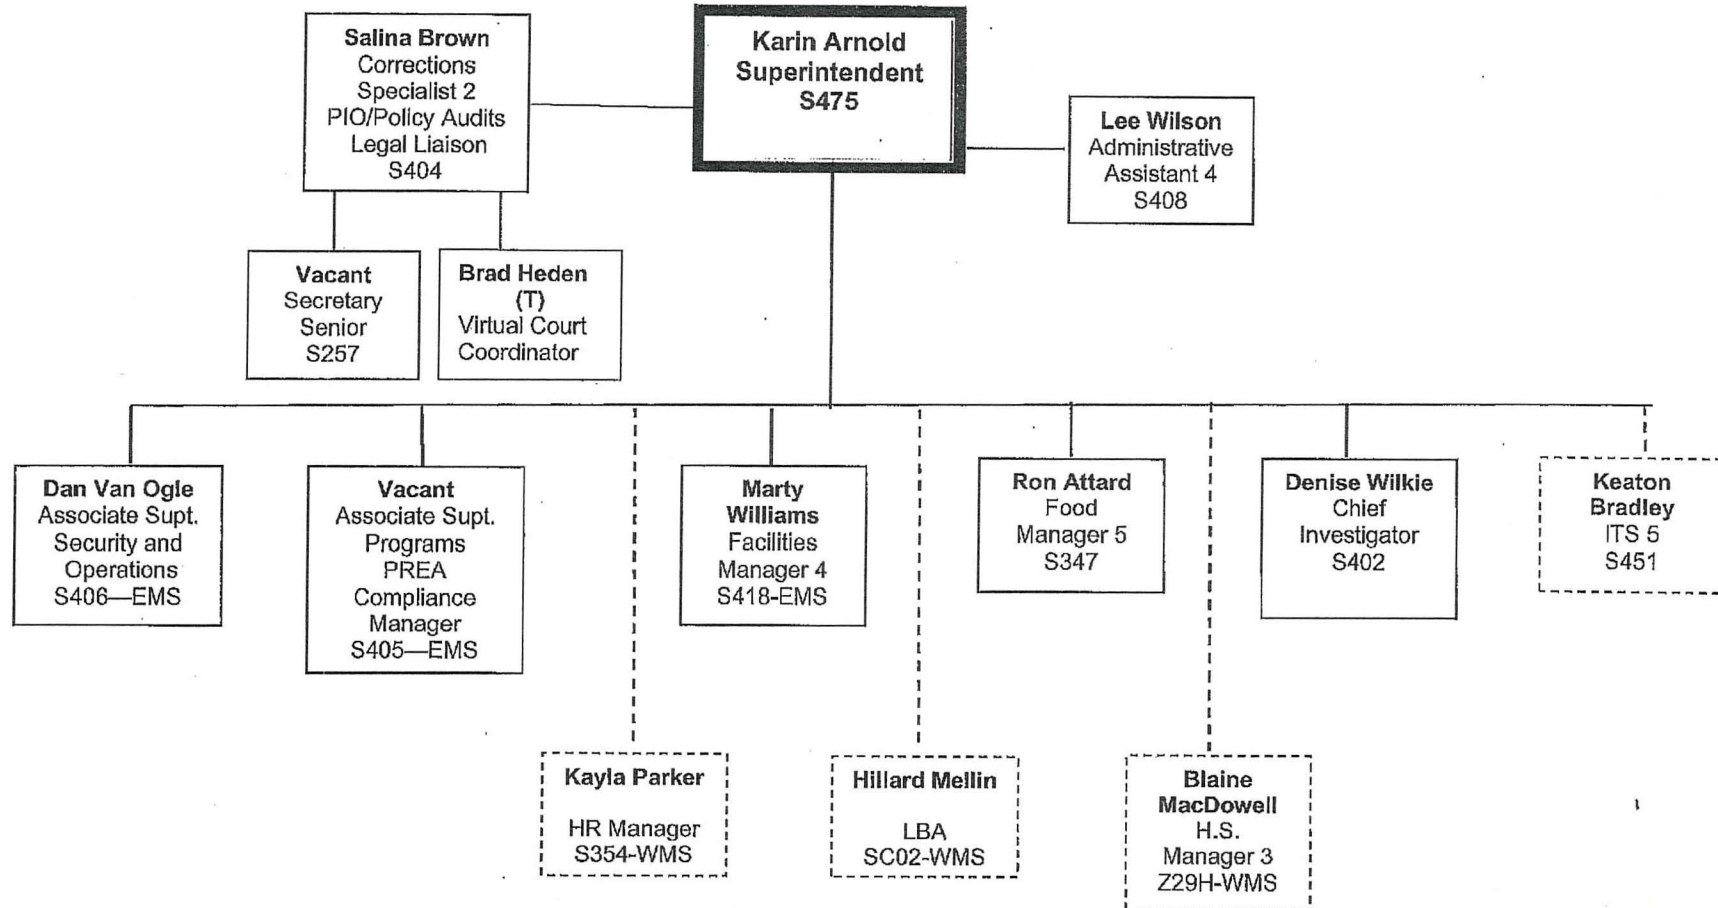 Salina Brown
Corrections
Specialist 2
PIO/Policy Audits
Legal Liaison
S404
Karin Arnold
Superintendent
S475
Lee Wilson
Administrative
Assistant 4
S408
Vacant
Secretary
Senior
S257
Brad Heden
(T)
Virtual Court
Coordinator
Dan Van Ogle
Associate Supt.
Security and
Operations
S406—EMS
Vacant
Associate Supt.
Programs
PREA
Compliance
Manager
S405—EMS
Marty
Williams
Facilities
Manager 4
S418-EMS
Ron Attard
Food
Manager 5
S347
Denise Wilkie
Chief
Investigator
S402
Keaton
Bradley
ITS 5
S451
Kayla Parker
HR Manager
S354-WMS
Hillard Mellin
LBA
SC02-WMS
Blaine
MacDowell
H.S.
Manager 3
Z29H-WMS